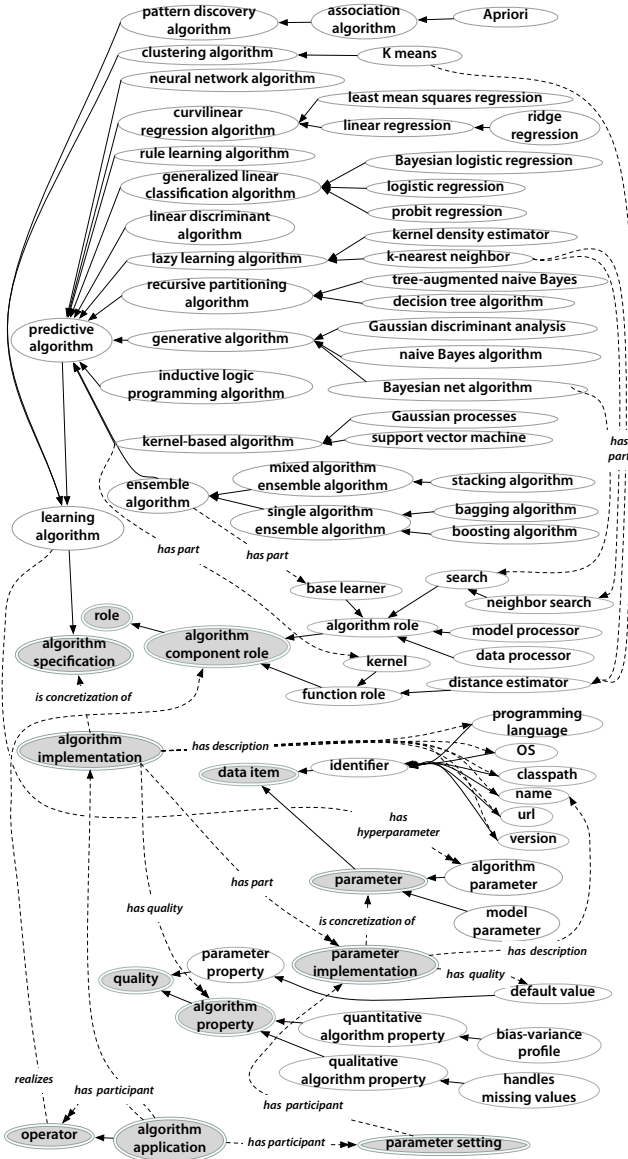 pattern discovery
algorithm
association
algorithm
Apriori
clustering algorithm
K means
neural network algorithm
least mean squares regression
curvilinear
regression algorithm
linear regression
ridge
regression
rule learning algorithm
Bayesian logistic regression
generalized linear
classification algorithm
logistic regression
probit regression
linear discriminant
algorithm
kernel density estimator
lazy learning algorithm
k-nearest neighbor
recursive partitioning
algorithm
tree-augmented naive Bayes
decision tree algorithm
predictive
algorithm
generative algorithm
Gaussian discriminant analysis
naive Bayes algorithm
inductive logic
programming algorithm
Bayesian net algorithm
Gaussian processes
kernel-based algorithm
support vector machine
has
part
mixed algorithm
ensemble algorithm
stacking algorithm
ensemble
algorithm
single algorithm
ensemble algorithm
bagging algorithm
boosting algorithm
learning
algorithm
has part
has part
base learner
search
neighbor search
role
algorithm
specification
algorithm
component role
algorithm role
model processor
data processor
kernel
function role
distance estimator
is concretization of
algorithm
implementation
has description
programming
language
OS
data item
identifier
classpath
name
url
version
has
hyperparameter
algorithm
parameter
has part
parameter
model
parameter
has quality
is concretization of
parameter
property
parameter
implementation
has description
has quality
quality
default value
algorithm
property
quantitative
algorithm property
bias-variance
profile
qualitative
algorithm property
handles
missing values
realizes
has participant
has participant
operator
algorithm
application
has participant
parameter setting